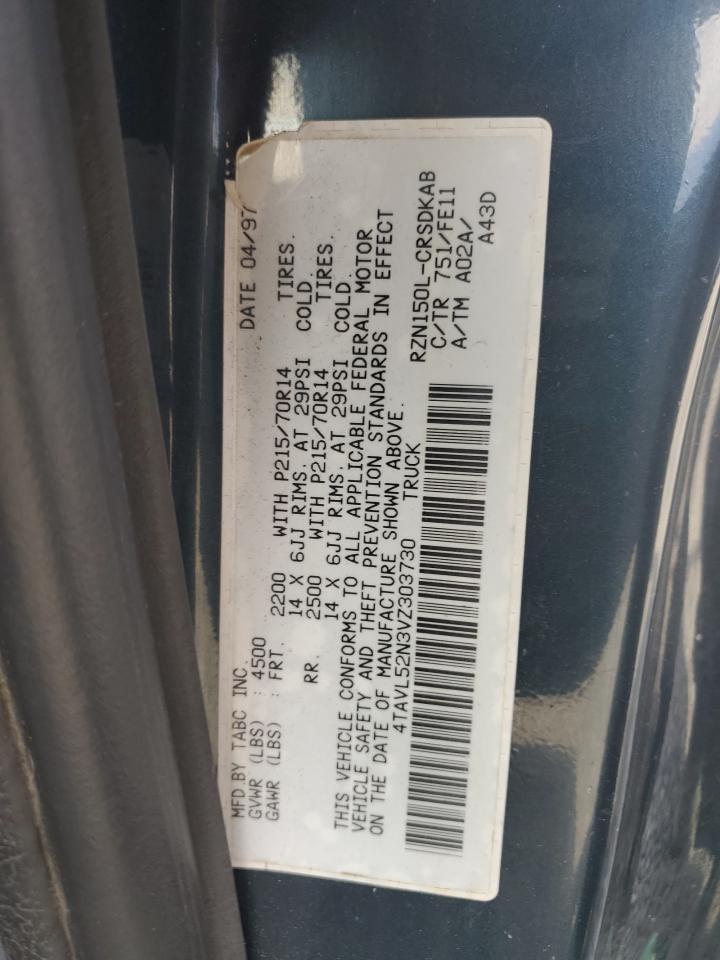 MFD.BY TABC INC. DATE 04/97
GVWR (LBS) : 4500
GAWR (LBS) : FRT. 2200 WITH P215/70R14 TIRES.
14 X 6JJ RIMS. AT 29PSI COLD.
RR. 2500 WITH P215/70R14 TIRES.
14 X 6JJ RIMS. AT 29PSI COLD.
THIS VEHICLE CONFORMS TO ALL APPLICABLE FEDERAL MOTOR
VEHICLE SAFETY AND THEFT PREVENTION STANDARDS IN EFFECT
ON THE DATE OF MANUFACTURE SHOWN ABOVE.
4TAVL52N3VZ303730 TRUCK
RZN150L-CRSDKAB
C/TR 751/FE11
A/TM A02A/
A43D